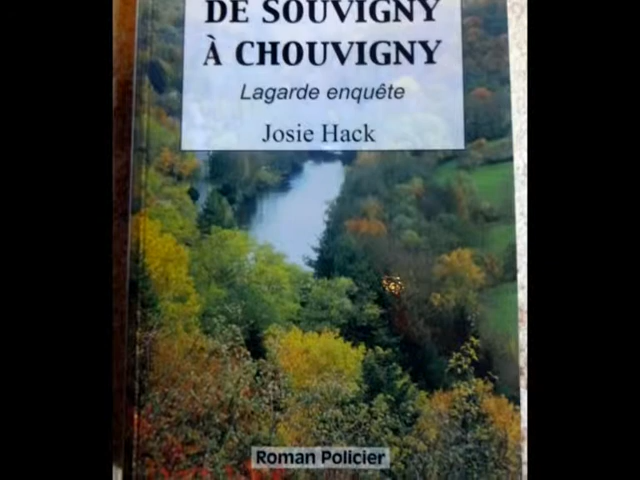 DE SOUVIGNY
À CHOUVIGNY
Lagarde enquête
Josie Hack
Roman Policier